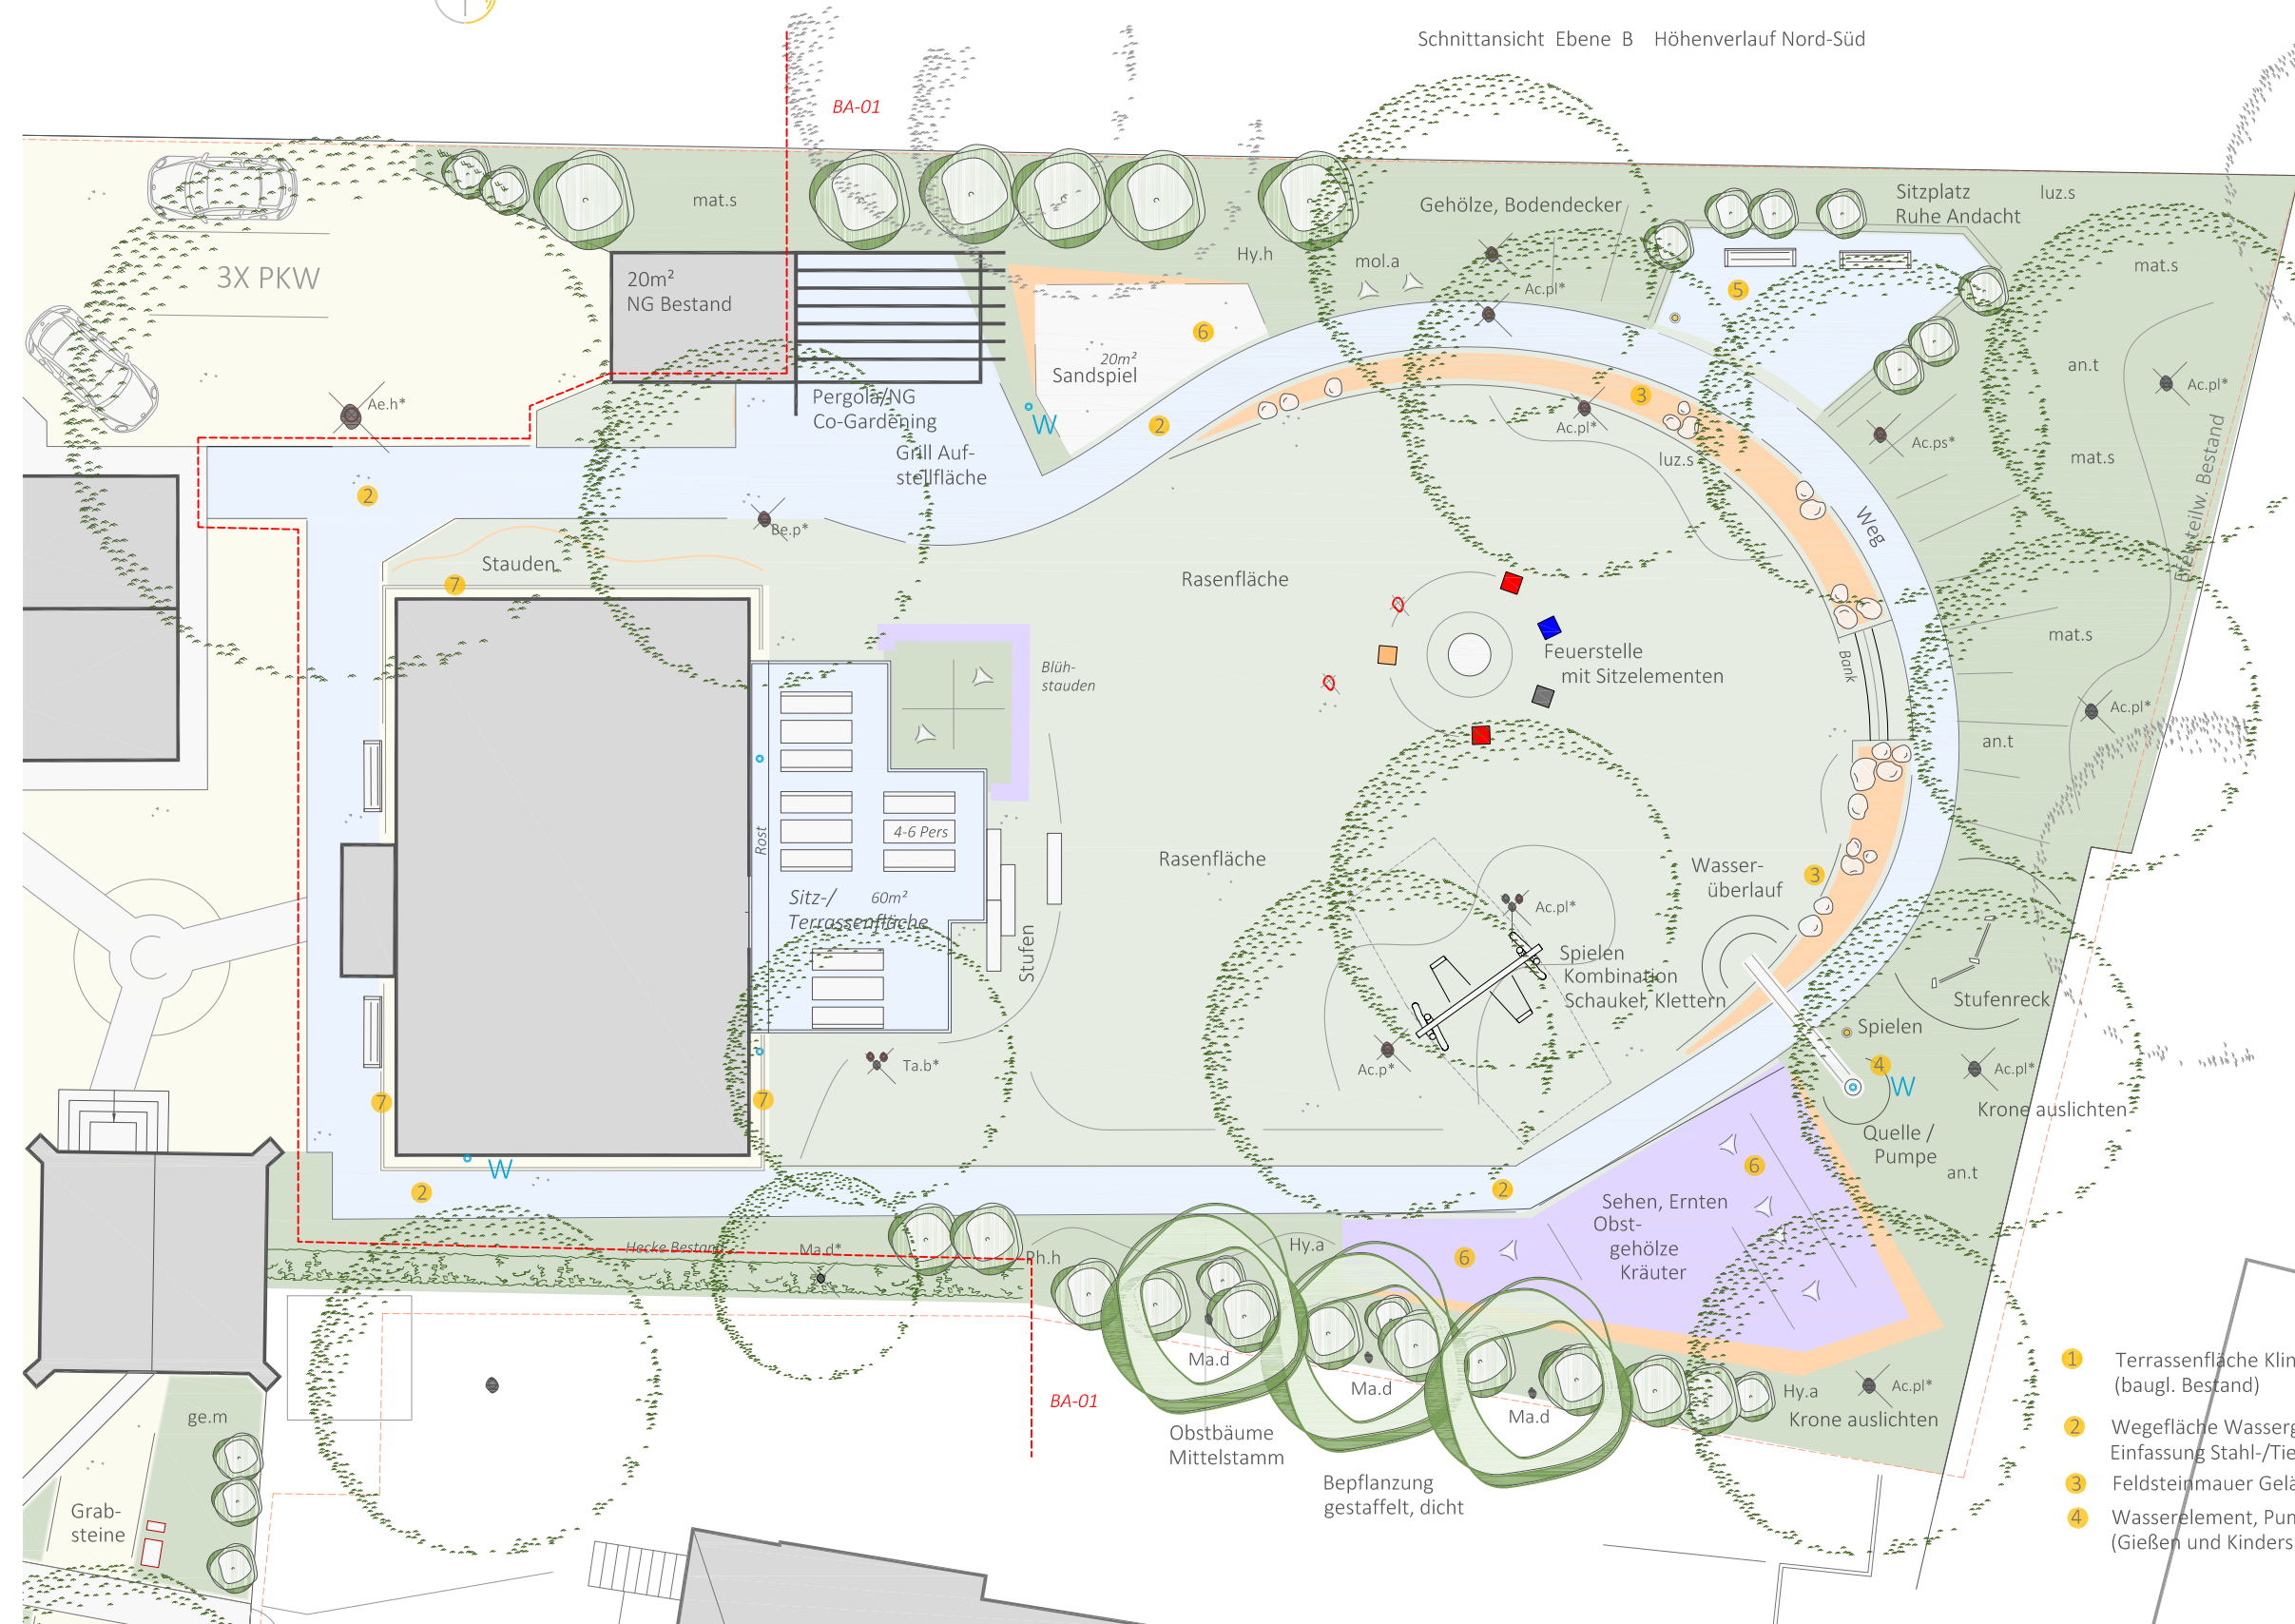 Schnittansicht Ebene B Höhenverlauf Nord-Süd
BA-01
mat.s
Gehölze, Bodendecker
Sitzplatz
Ruhe Andacht
luz.s
3X PKW
20m²
NG Bestand
Hy.h
mol.a
Ac.pl*
5
mat.s
6
20m²
Sandspiel
an.t
Ac.pl*
Ae.h*
Pergola/NG
Co-Gardening
W
2
3
Ac.pl*
Ac.ps*
Grill Auf-
stellfläche
luz.s
mat.s
2
Be.p*
Weg
Stauden
7
Rasenfläche
Blüh-
stauden
Feuerstelle
mit Sitzelementen
Bank
mat.s
Ac.pl*
an.t
4-6 Pers
Rost
Rasenfläche
Wasser-
überlauf
3
Sitz-/ 60m²
Terrassenfläche
Ac.pl*
Stufen
Spielen
Kombination
Schaukel, Klettern
Stufenreck
Spielen
Ta.b*
Ac.p*
4
W
Ac.pl*
7
7
Krone auslichten
Quelle /
Pumpe
an.t
W
2
2
6
Sehen, Ernten
Obst-
gehölze
Kräuter
6
Hecke Bestand
Ma.d*
Ph.h
Hy.a
Ma.d
Ma.d
Ma.d
Hy.a
Ac.pl*
Krone auslichten
BA-01
Obstbäume
Mittelstamm
Bepflanzung
gestaffelt, dicht
ge.m
Grab-
steine
1 Terrassenfläche Klin
(baugl. Bestand)
2 Wegefläche Wasserg
Einfassung Stahl-/Tie
3 Feldsteinmauer Gelä
4 Wasserelement, Pum
(Gießen und Kinders